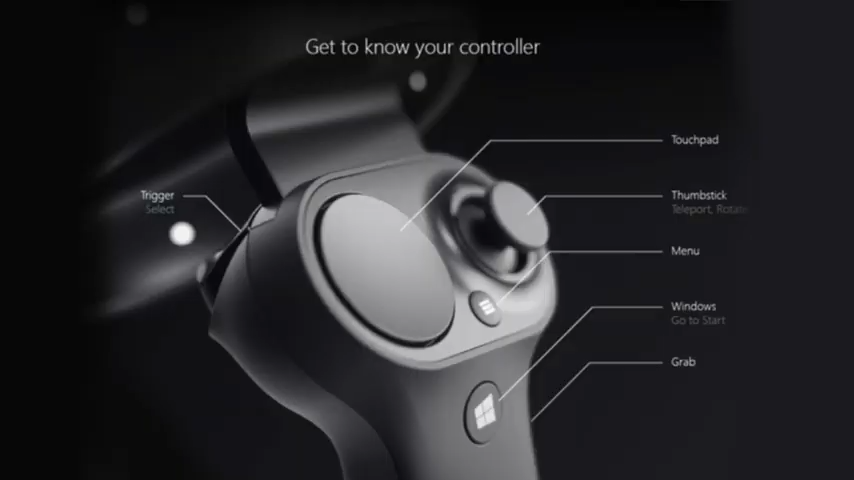 Get to know your controller
Touchpad
Trigger
Select
Thumbstick
Teleport, Rotate
Menu
Windows
Go to Start
Grab